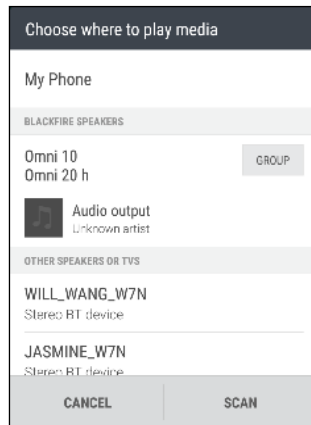 Choose where to play media
My Phone
BLACKFIRE SPEAKERS
Omni 10
Omni 20 h
GROUP
Audio output
Unknown artist
OTHER SPEAKERS OR TVS
WILL_WANG_W7N
Stereo BT device
JASMINE_W7N
Stereo BT device
CANCEL
SCAN